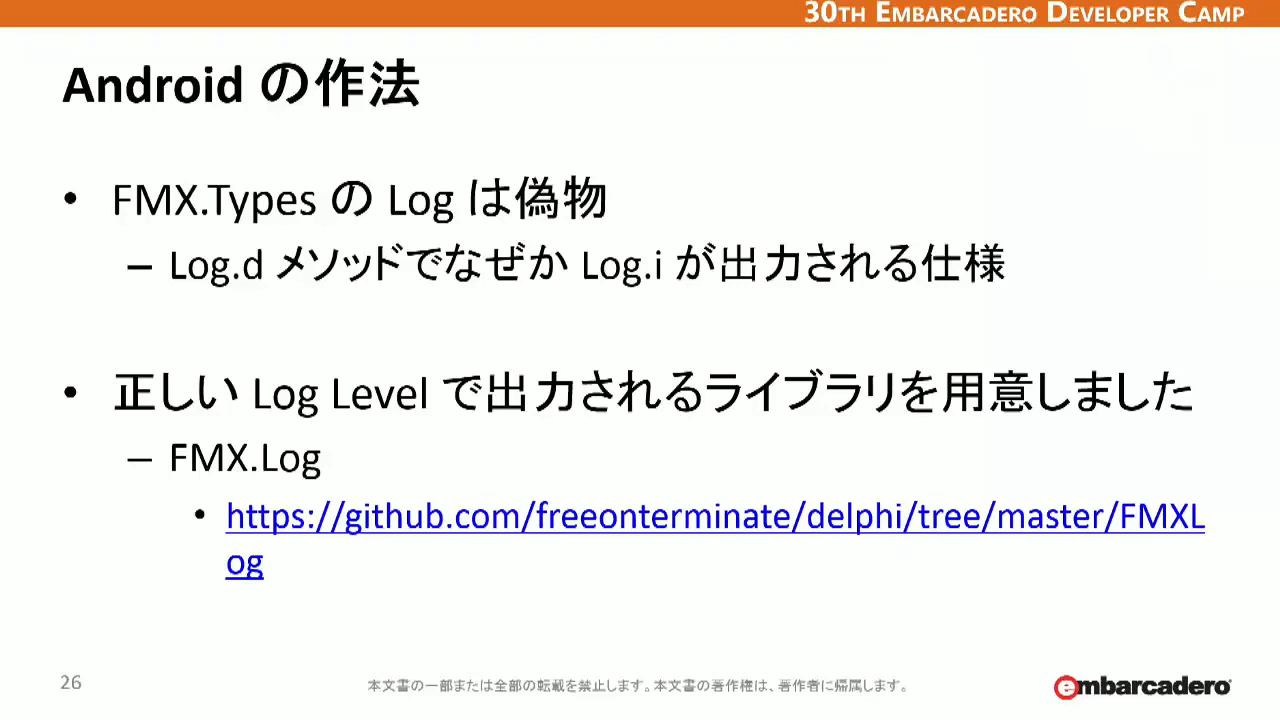 30TH EMBARCADERO DEVELOPER CAMP
Android の作法
• FMX.Types の Log は偽物
– Log.d メソッドでなぜか Log.i が出力される仕様
• 正しい Log Level で出力されるライブラリを用意しました
– FMX.Log
• https://github.com/freeonterminate/delphi/tree/master/FMXL
og
26
本文書の一部または全部の転載を禁止します。本文書の著作権は、著作者に帰属します。
embarcadero